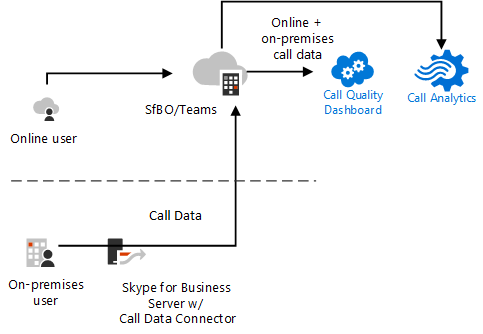 Online +
on-premises
call data
SfBO/Teams
Call Quality
Dashboard
Call Analytics
Online user
Call Data
On-premises
user
Skype for Business
Server w/
Call Data Connector